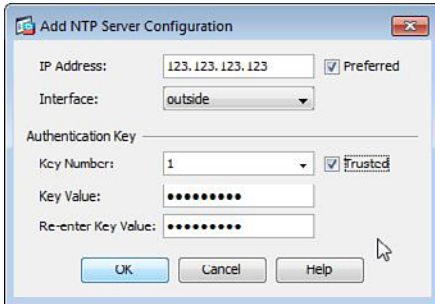 Add NTP Server Configuration
IP Address: 123.123.123.123 Preferred
Interface: outside
Authentication Key
Key Number: 1 Trusted
Key Value: •••••••••
Re-enter Key Value: •••••••••
OK Cancel Help